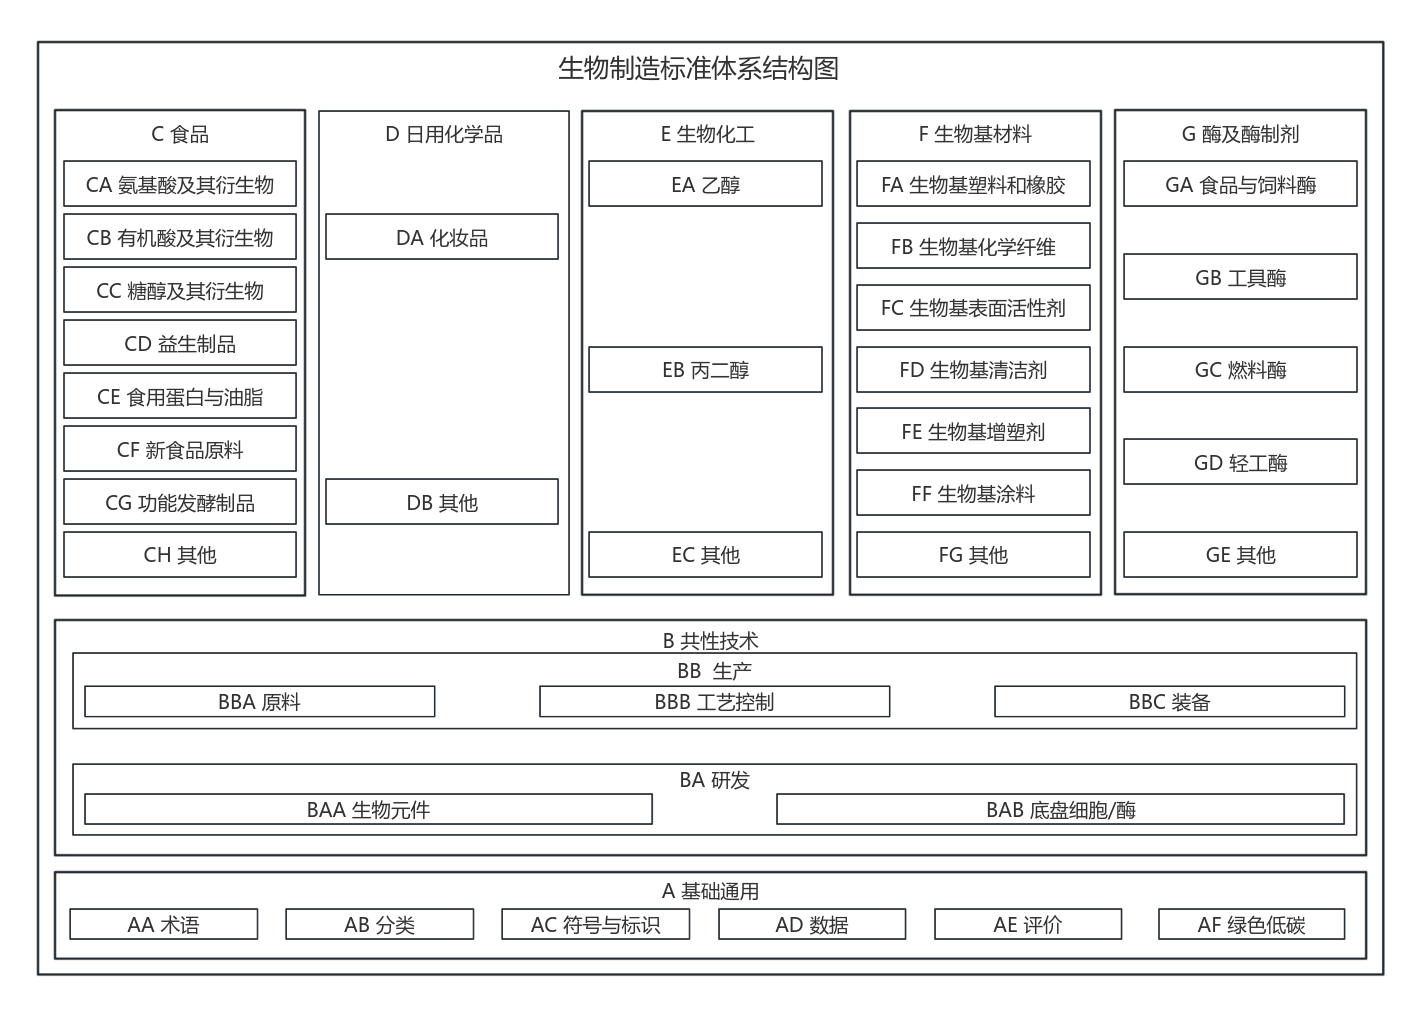 生物制造标准体系结构图
C 食品
CA 氨基酸及其衍生物
CB 有机酸及其衍生物
CC 糖醇及其衍生物
CD 益生制品
CE 食用蛋白与油脂
CF 新食品原料
CG 功能发酵制品
CH 其他
D 日用化学品
DA 化妆品
DB 其他
E 生物化工
EA 乙醇
EB 丙二醇
EC 其他
F 生物基材料
FA 生物基塑料和橡胶
FB 生物基化学纤维
FC 生物基表面活性剂
FD 生物基清洁剂
FE 生物基增塑剂
FF 生物基涂料
FG 其他
G 酶及酶制剂
GA 食品与饲料酶
GB 工具酶
GC 燃料酶
GD 轻工酶
GE 其他
B 共性技术
BB 生产
BBA 原料
BBB 工艺控制
BBC 装备
BA 研发
BAA 生物元件
BAB 底盘细胞/酶
A 基础通用
AA 术语
AB 分类
AC 符号与标识
AD 数据
AE 评价
AF 绿色低碳